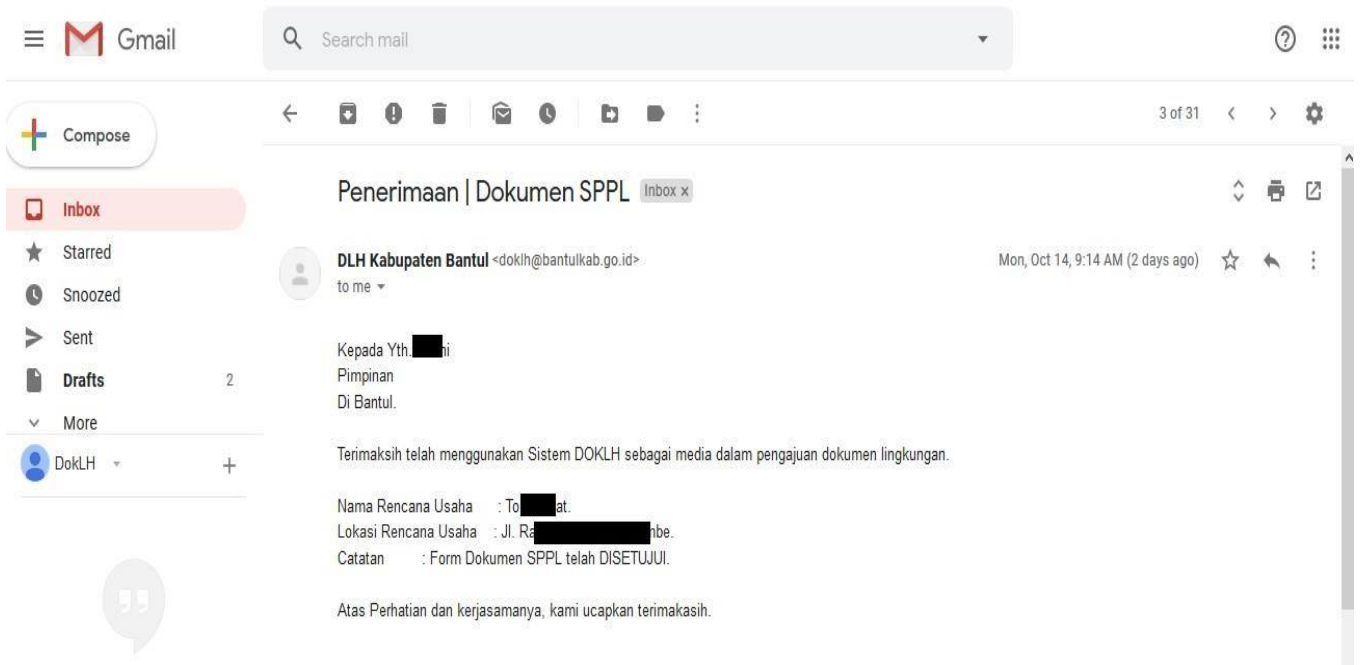 Gmail
Search mail
Compose
3 of 31
Inbox
Starred
Snoozed
Sent
Drafts 2
More
DokLH
Penerimaan | Dokumen SPPL Inbox x
DLH Kabupaten Bantul <doklh@bantulkab.go.id> Mon, Oct 14, 9:14 AM (2 days ago)
to me
Kepada Yth.
Pimpinan
Di Bantul.
Terimaksih telah menggunakan Sistem DOKLH sebagai media dalam pengajuan dokumen lingkungan.
Nama Rencana Usaha : To at.
Lokasi Rencana Usaha : Jl. Ra nbe.
Catatan : Form Dokumen SPPL telah DISETUJUI.
Atas Perhatian dan kerjasamanya, kami ucapkan terimakasih.